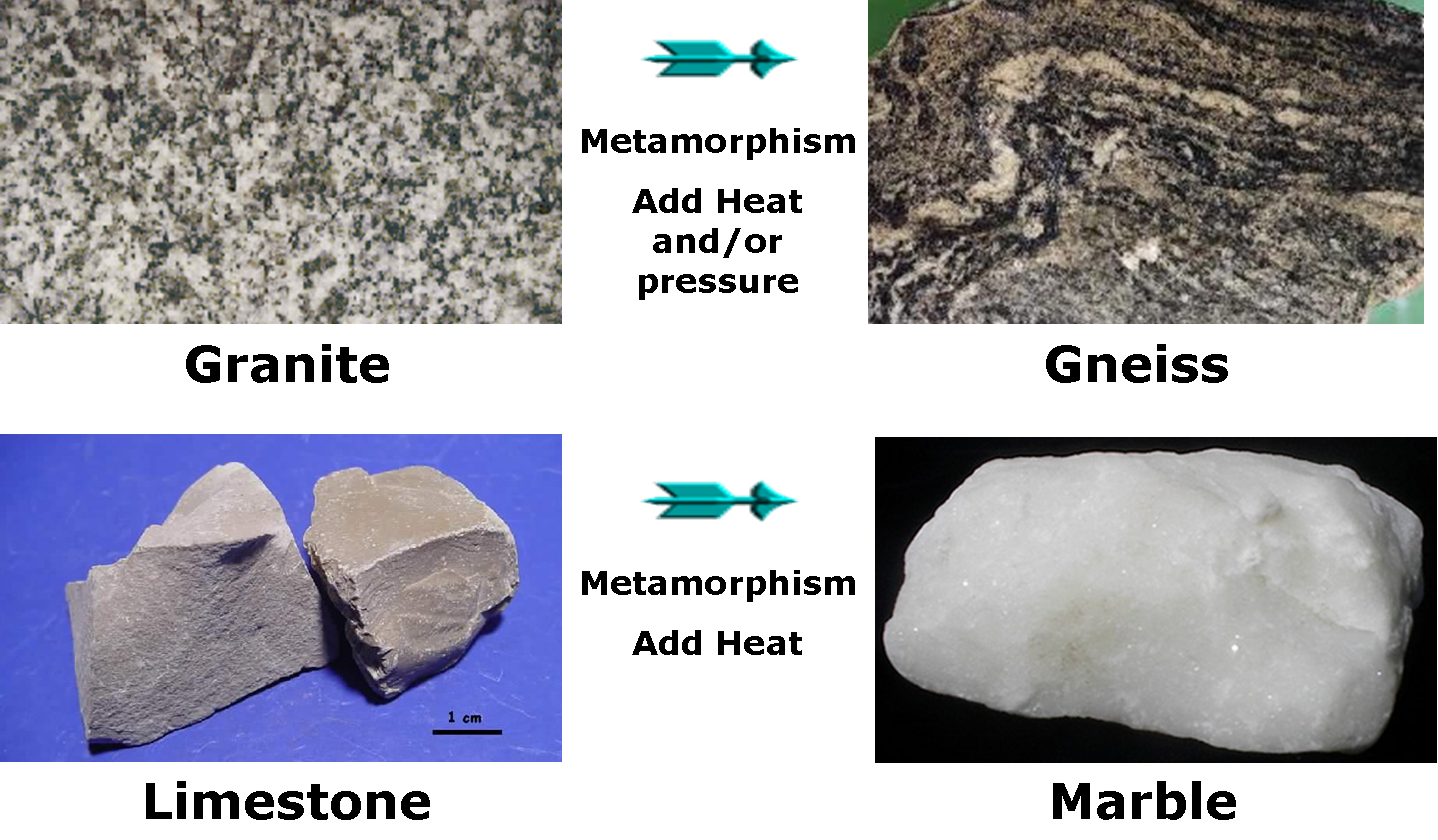 Metamorphism
Add Heat
and/or
pressure
Granite
Gneiss
1 cm
Metamorphism
Add Heat
Limestone
Marble